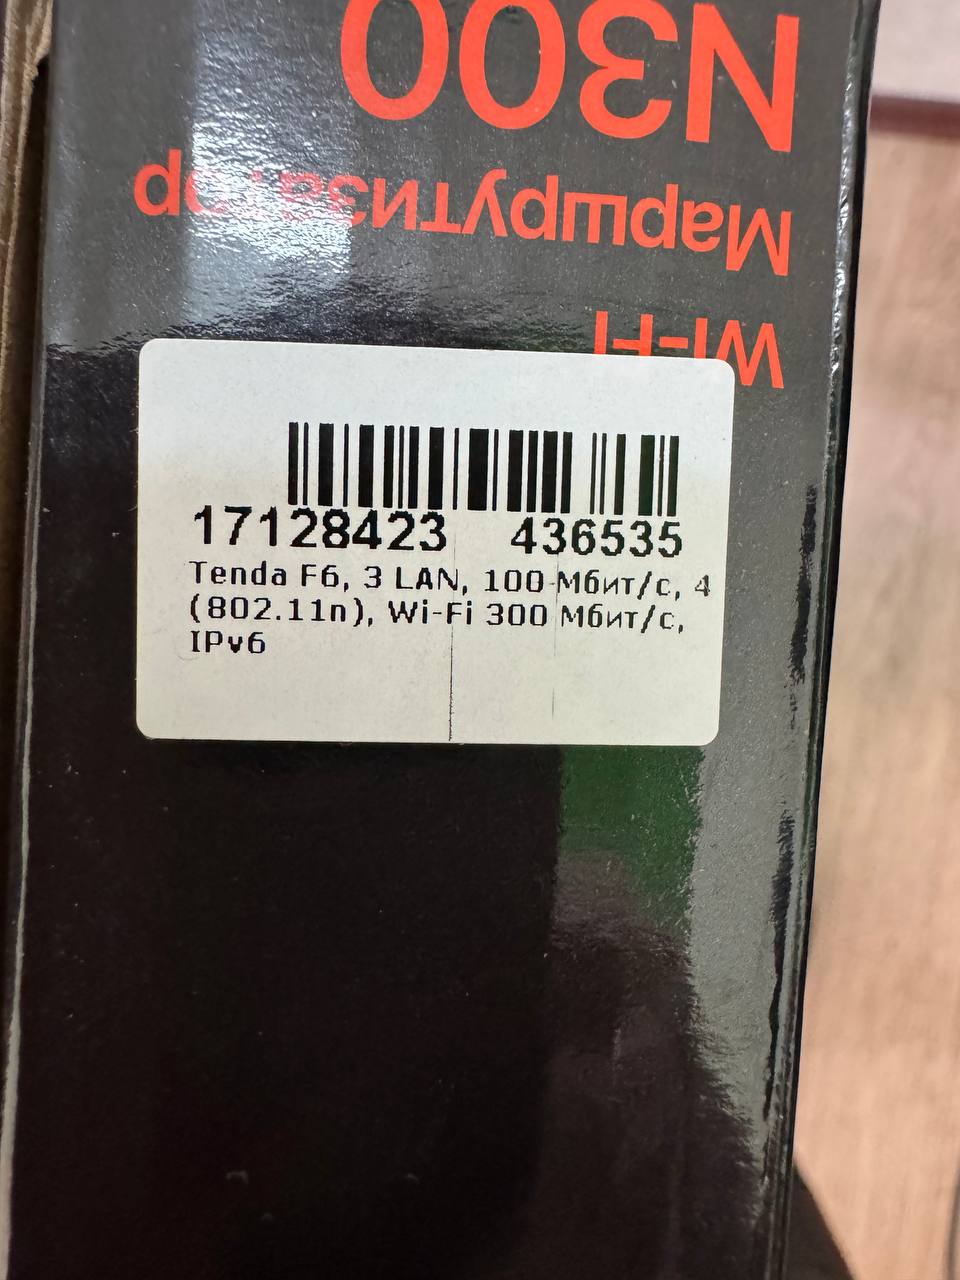 Wi-Fi
Маршрутизатор
N300
17128423 436535
Tenda F6, 3 LAN, 100 Мбит/с, 4
(802.11n), Wi-Fi 300 Мбит/с,
IPv6